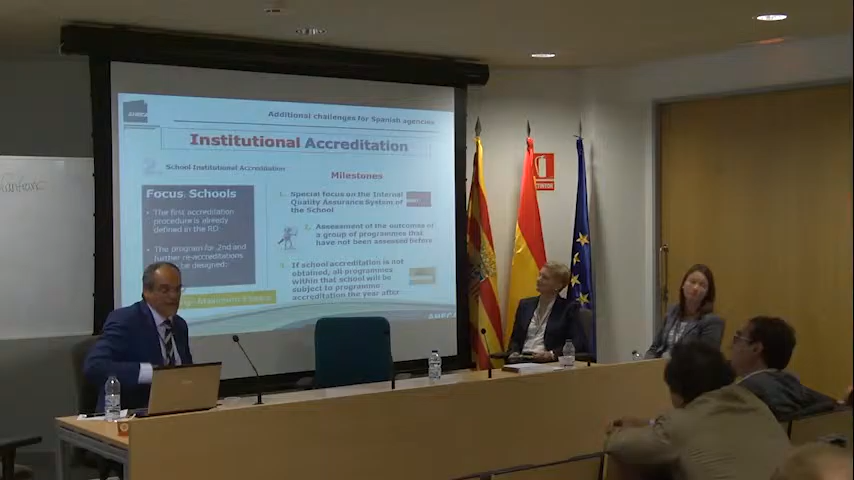 Additional challenges for Spanish agencies
ANECA
Institutional Accreditation
2.
School Institutional Accreditation
Milestones
Focus: Schools
• The first accreditation
procedure is already
defined in the RD
• The program for 2nd and
further re-accreditations
be designed:
1. Special focus on the Internal
Quality Assurance System of
the School
2. Assessment of the outcomes of
a group of programmes that
have not been assessed before
3. If school accreditation is not
obtained, all programmes
within that school will be
subject to programme
accreditation the year after
ANECA